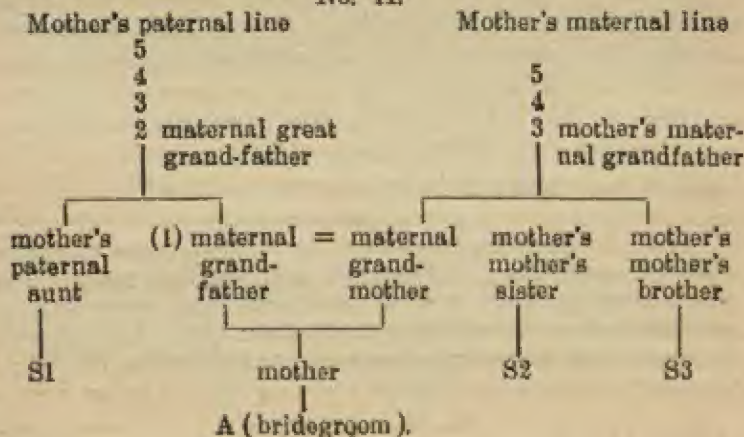 No. II.
Mother's paternal line
Mother's maternal line
5
4
3
2 maternal great
grand-father
5
4
3 mother's mater-
nal grandfather
mother's
paternal
aunt
(1) maternal
grand-
father
=
maternal
grand-
mother
mother's
mother's
sister
mother's
mother's
brother
S1
mother
S2
S3
A (bridegroom).